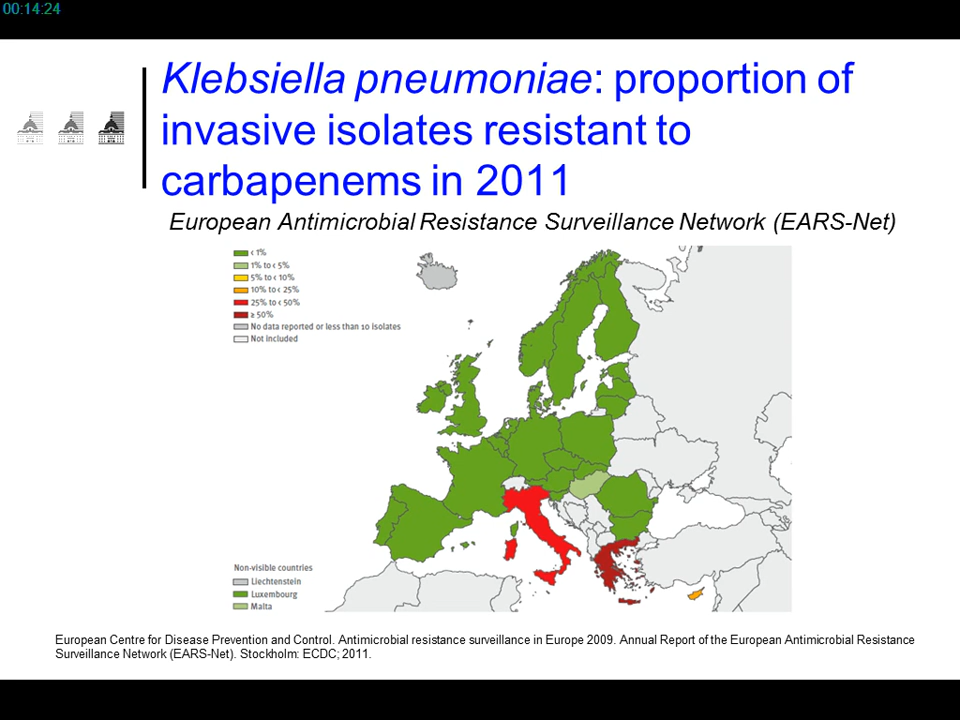 00:14:24
Klebsiella pneumoniae: proportion of
invasive isolates resistant to
carbapenems in 2011
European Antimicrobial Resistance Surveillance Network (EARS-Net)
< 1%
1% to < 5%
5% to < 10%
10% to < 25%
25% to < 50%
≥ 50%
No data reported or less than 10 isolates
Not included
Non-visible countries
Liechtenstein
Luxembourg
Malta
European Centre for Disease Prevention and Control. Antimicrobial resistance surveillance in Europe 2009. Annual Report of the European Antimicrobial Resistance
Surveillance Network (EARS-Net). Stockholm: ECDC; 2011.